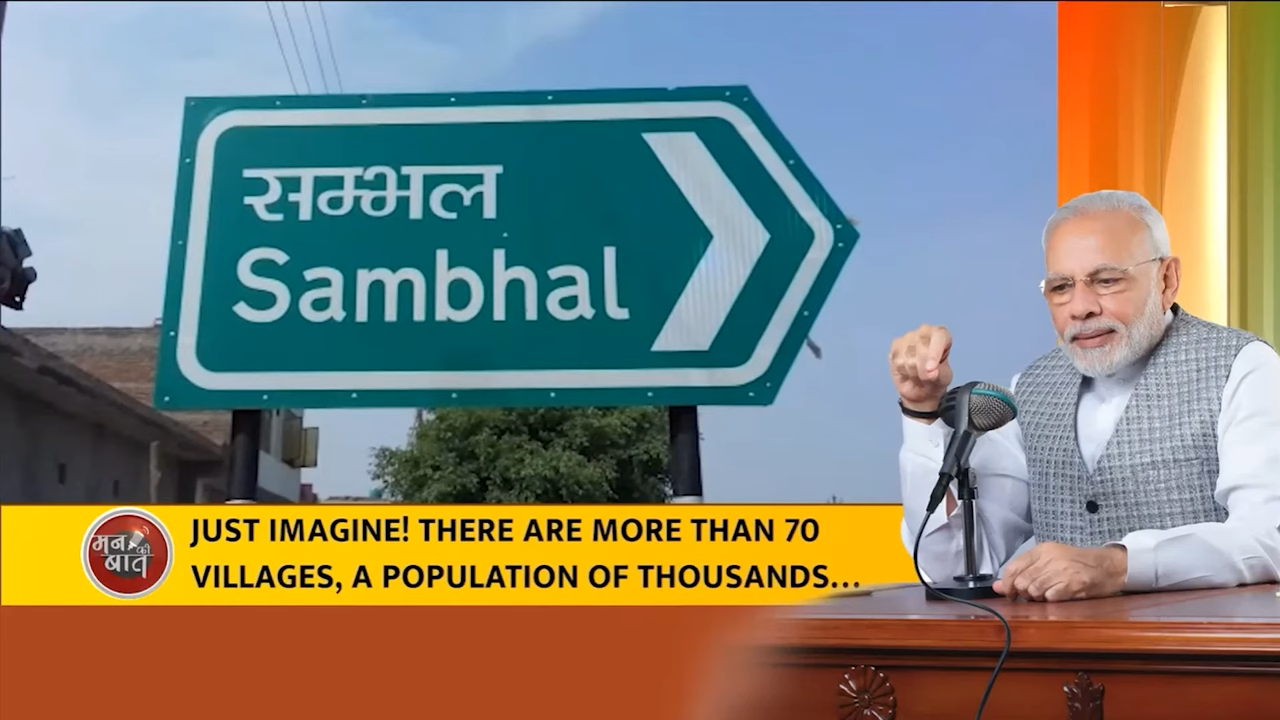 सम्भल
Sambhal
मन की
बात
JUST IMAGINE! THERE ARE MORE THAN 70
VILLAGES, A POPULATION OF THOUSANDS...